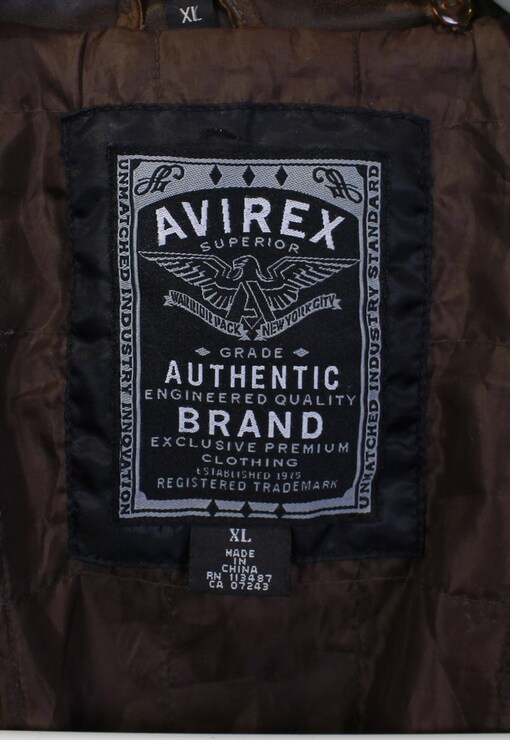 XL
AVIREX
SUPERIOR
WARRIOR PACK NEW YORK CITY
GRADE
AUTHENTIC
ENGINEERED QUALITY
BRAND
EXCLUSIVE PREMIUM
CLOTHING
ESTABLISHED 1975
REGISTERED TRADEMARK
UNMATCHED INDUSTRY INNOVATION
UNMATCHED INDUSTRY STANDARD
XL
MADE
IN
CHINA
RN 113487
CA 07243